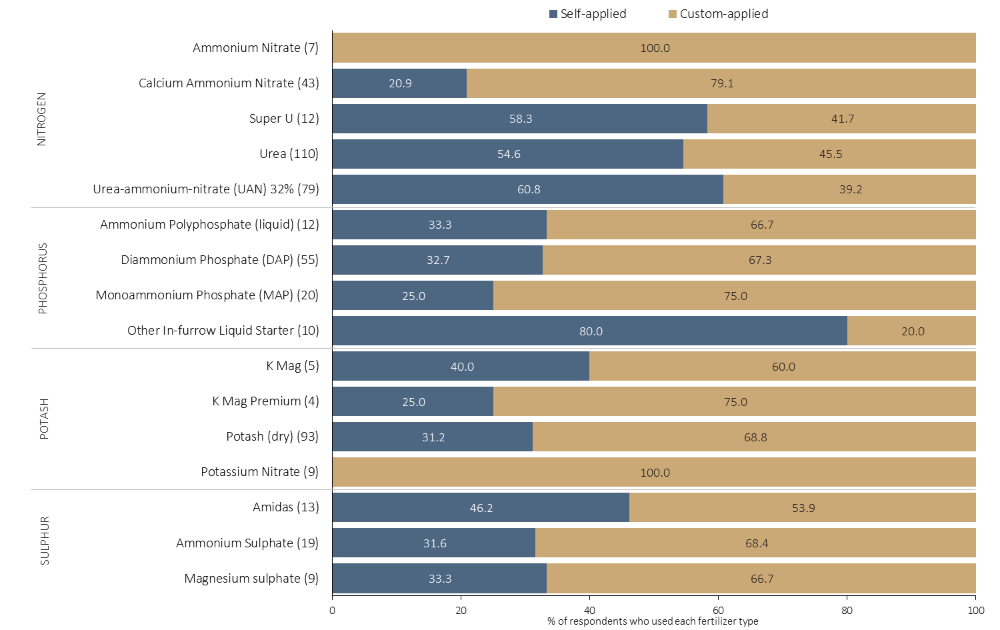 Self-applied Custom-applied
NITROGEN
Ammonium Nitrate (7) 100.0
Calcium Ammonium Nitrate (43) 20.9 79.1
Super U (12) 58.3 41.7
Urea (110) 54.6 45.5
Urea-ammonium-nitrate (UAN) 32% (79) 60.8 39.2
PHOSPHORUS
Ammonium Polyphosphate (liquid) (12) 33.3 66.7
Diammonium Phosphate (DAP) (55) 32.7 67.3
Monoammonium Phosphate (MAP) (20) 25.0 75.0
Other In-furrow Liquid Starter (10) 80.0 20.0
POTASH
K Mag (5) 40.0 60.0
K Mag Premium (4) 25.0 75.0
Potash (dry) (93) 31.2 68.8
Potassium Nitrate (9) 100.0
SULPHUR
Amidas (13) 46.2 53.9
Ammonium Sulphate (19) 31.6 68.4
Magnesium sulphate (9) 33.3 66.7
0 20 40 60 80 100
% of respondents who used each fertilizer type